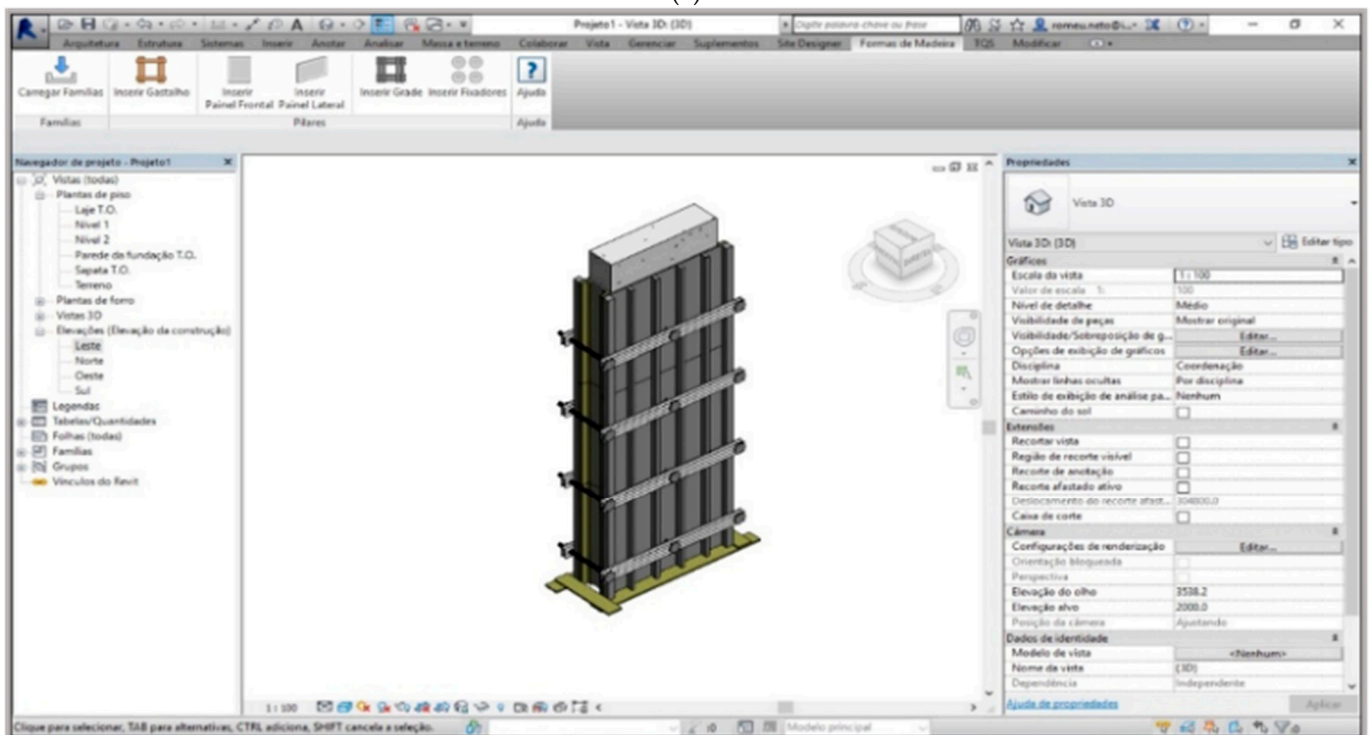 Projeto1 - Vista 3D: {3D}
Digite palavra-chave ou frase
romeu.neto@i...
Arquitetura Estrutura Sistemas Inserir Anotar Analisar Massa e terreno Colaborar Vista Gerenciar Suplementos Site Designer Formas de Madeira TQS Modificar
Carregar Famílias
Inserir Gastalho
Inserir
Painel Frontal
Inserir
Painel Lateral
Inserir Grade
Inserir Fixadores
Ajuda
Famílias
Pilares
Ajuda
Navegador de projeto - Projeto1
Vistas (todas)
Plantas de piso
Laje T.O.
Nível 1
Nível 2
Parede da fundação T.O.
Sapata T.O.
Terreno
Plantas de forro
Vistas 3D
Elevações (Elevação da construção)
Leste
Norte
Oeste
Sul
Legendas
Tabelas/Quantidades
Folhas (todas)
Famílias
Grupos
Vínculos do Revit
Propriedades
Vista 3D
Vista 3D: {3D}
Editar tipo
Gráficos
Escala da vista 1 : 100
Valor de escala 1: 100
Nível de detalhe Médio
Visibilidade de peças Mostrar original
Visibilidade/Sobreposição de g... Editar...
Opções de exibição de gráficos Editar...
Disciplina Coordenação
Mostrar linhas ocultas Por disciplina
Estilo de exibição de análise pa... Nenhum
Caminho do sol
Extensões
Recortar vista
Região de recorte visível
Recorte de anotação
Recorte afastado ativo
Deslocamento do recorte afast... 304800.0
Caixa de corte
Câmera
Configurações de renderização Editar...
Orientação bloqueada
Perspectiva
Elevação do olho 3538.2
Elevação alvo 2000.0
Posição da câmera Ajustando
Dados de identidade
Modelo de vista <Nenhum>
Nome da vista {3D}
Dependência Independente
Ajuda de propriedades
Aplicar
1 : 100
Clique para selecionar, TAB para alternativas, CTRL adiciona, SHIFT cancela a seleção.
:0
Modelo principal